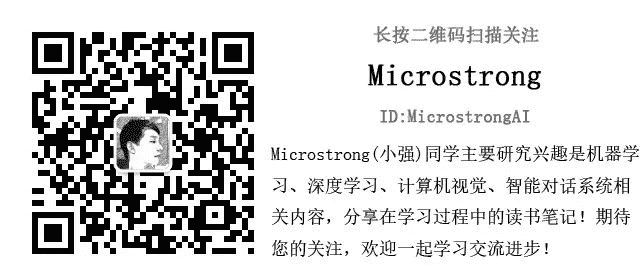 长按二维码扫描关注
Microstrong
ID:MicrostrongAI
Microstrong(小强)同学主要研究兴趣是机器学
习、深度学习、计算机视觉、智能对话系统相
关内容，分享在学习过程中的读书笔记！期待
您的关注，欢迎一起学习交流进步！